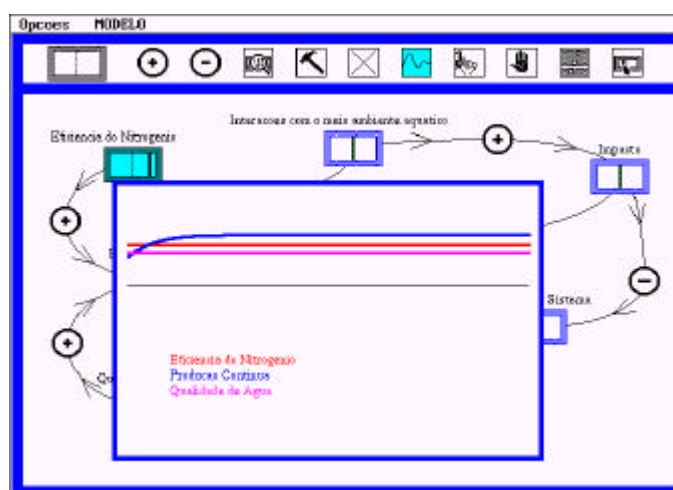 Opcoes MODELO
Interacoes com o maio ambiente aquatico
Eficiencia do Nitrogenio
Impacto
Sistema
Eficiencia do Nitrogenio
Producao Continua
Qualidade da Agua